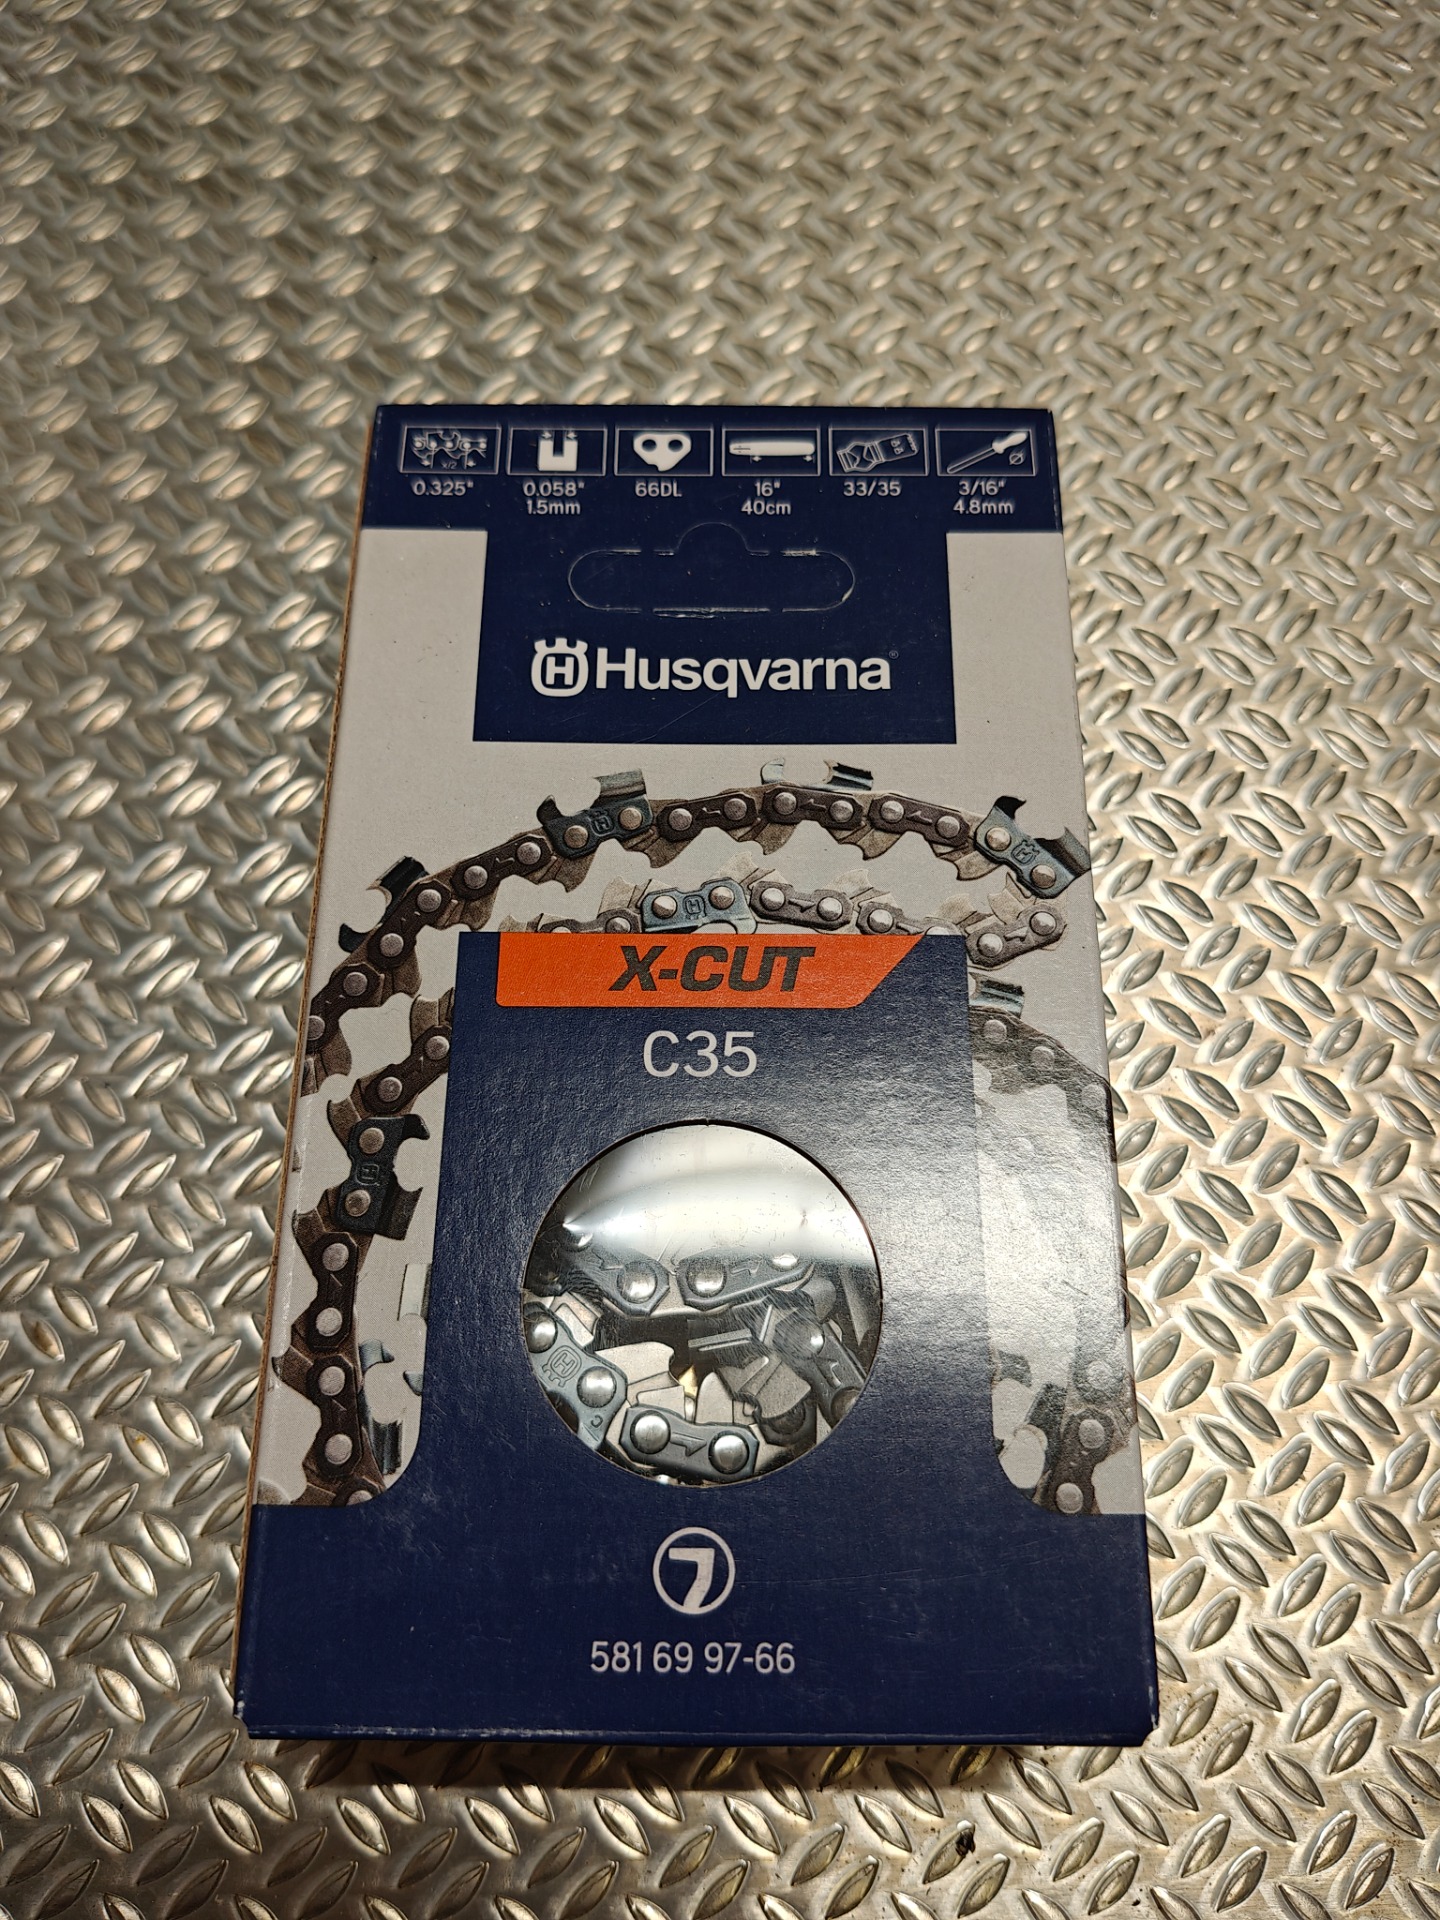 0.325"
0.058"
1.5mm
66DL
16"
40cm
33/35
3/16"
4.8mm
Husqvarna
X-CUT
C35
7
581 69 97-66